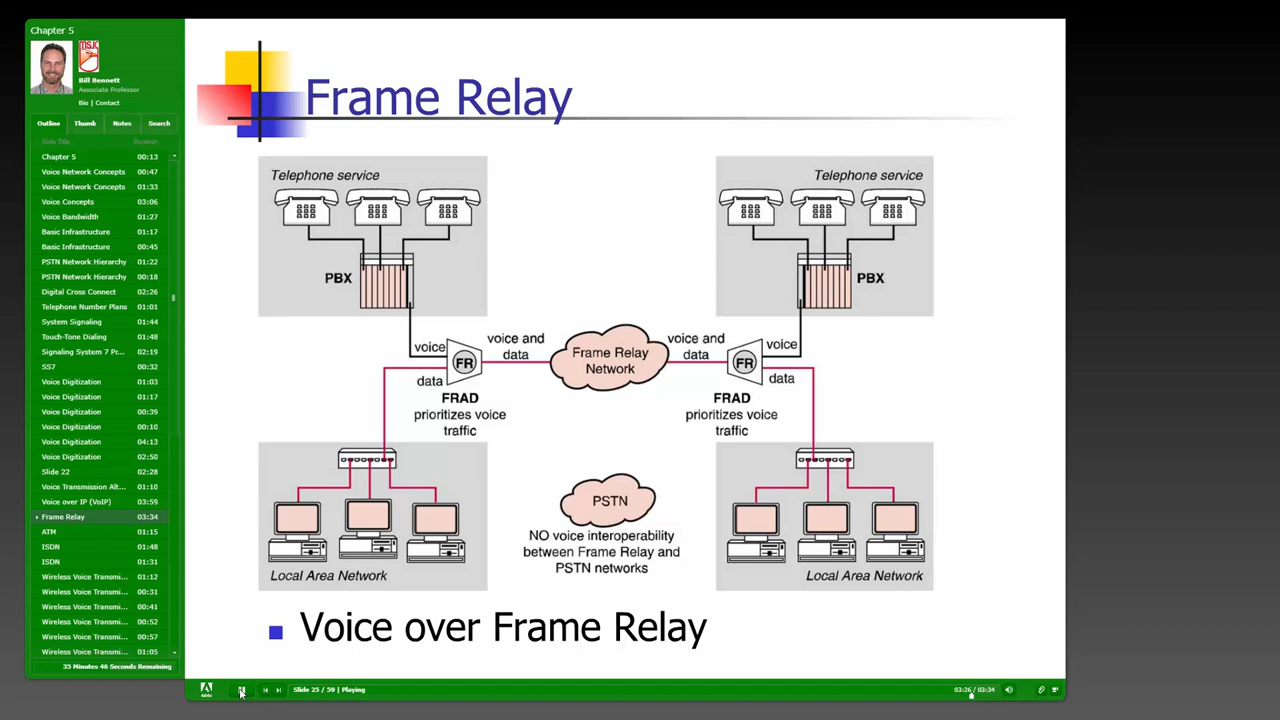 Chapter 5
Bill Bennett
Associate Professor
Bio | Contact
Outline Thumb Notes Search
Slide Title Duration
Chapter 5 00:13
Voice Network Concepts 00:47
Voice Network Concepts 01:33
Voice Concepts 03:06
Voice Bandwidth 01:27
Basic Infrastructure 01:17
Basic Infrastructure 00:45
PSTN Network Hierarchy 01:22
PSTN Network Hierarchy 00:18
Digital Cross Connect 02:26
Telephone Number Plans 01:01
System Signaling 01:44
Touch-Tone Dialing 01:48
Signaling System 7 Pr... 02:19
SS7 00:32
Voice Digitization 01:03
Voice Digitization 01:17
Voice Digitization 00:39
Voice Digitization 00:10
Voice Digitization 04:13
Voice Digitization 02:50
Slide 22 02:28
Voice Transmission Alt... 01:10
Voice over IP (VoIP) 03:59
Frame Relay 03:34
ATM 01:15
ISDN 01:48
ISDN 01:31
Wireless Voice Transmi... 01:12
Wireless Voice Transmi... 00:31
Wireless Voice Transmi... 00:41
Wireless Voice Transmi... 00:52
Wireless Voice Transmi... 00:57
Wireless Voice Transmi... 01:05
35 Minutes 46 Seconds Remaining
Frame Relay
Telephone service
Telephone service
PBX
PBX
voice
voice and
data
Frame Relay
Network
voice and
data
voice
FR
FR
data
data
FRAD
prioritizes voice
traffic
FRAD
prioritizes voice
traffic
PSTN
NO voice interoperability
between Frame Relay and
PSTN networks
Local Area Network
Local Area Network
Voice over Frame Relay
Slide 25 / 59 | Playing
03:26 / 03:34